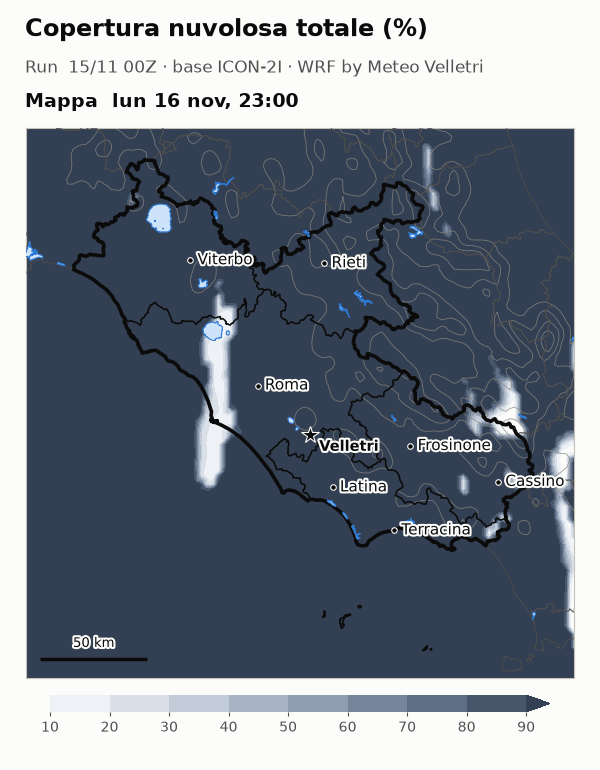 Copertura nuvolosa totale (%)
Run 15/11 00Z · base ICON-2I · WRF by Meteo Velletri
Mappa lun 16 nov, 23:00
Viterbo
Rieti
Roma
Velletri
Frosinone
Latina
Cassino
Terracina
50 km
10 20 30 40 50 60 70 80 90